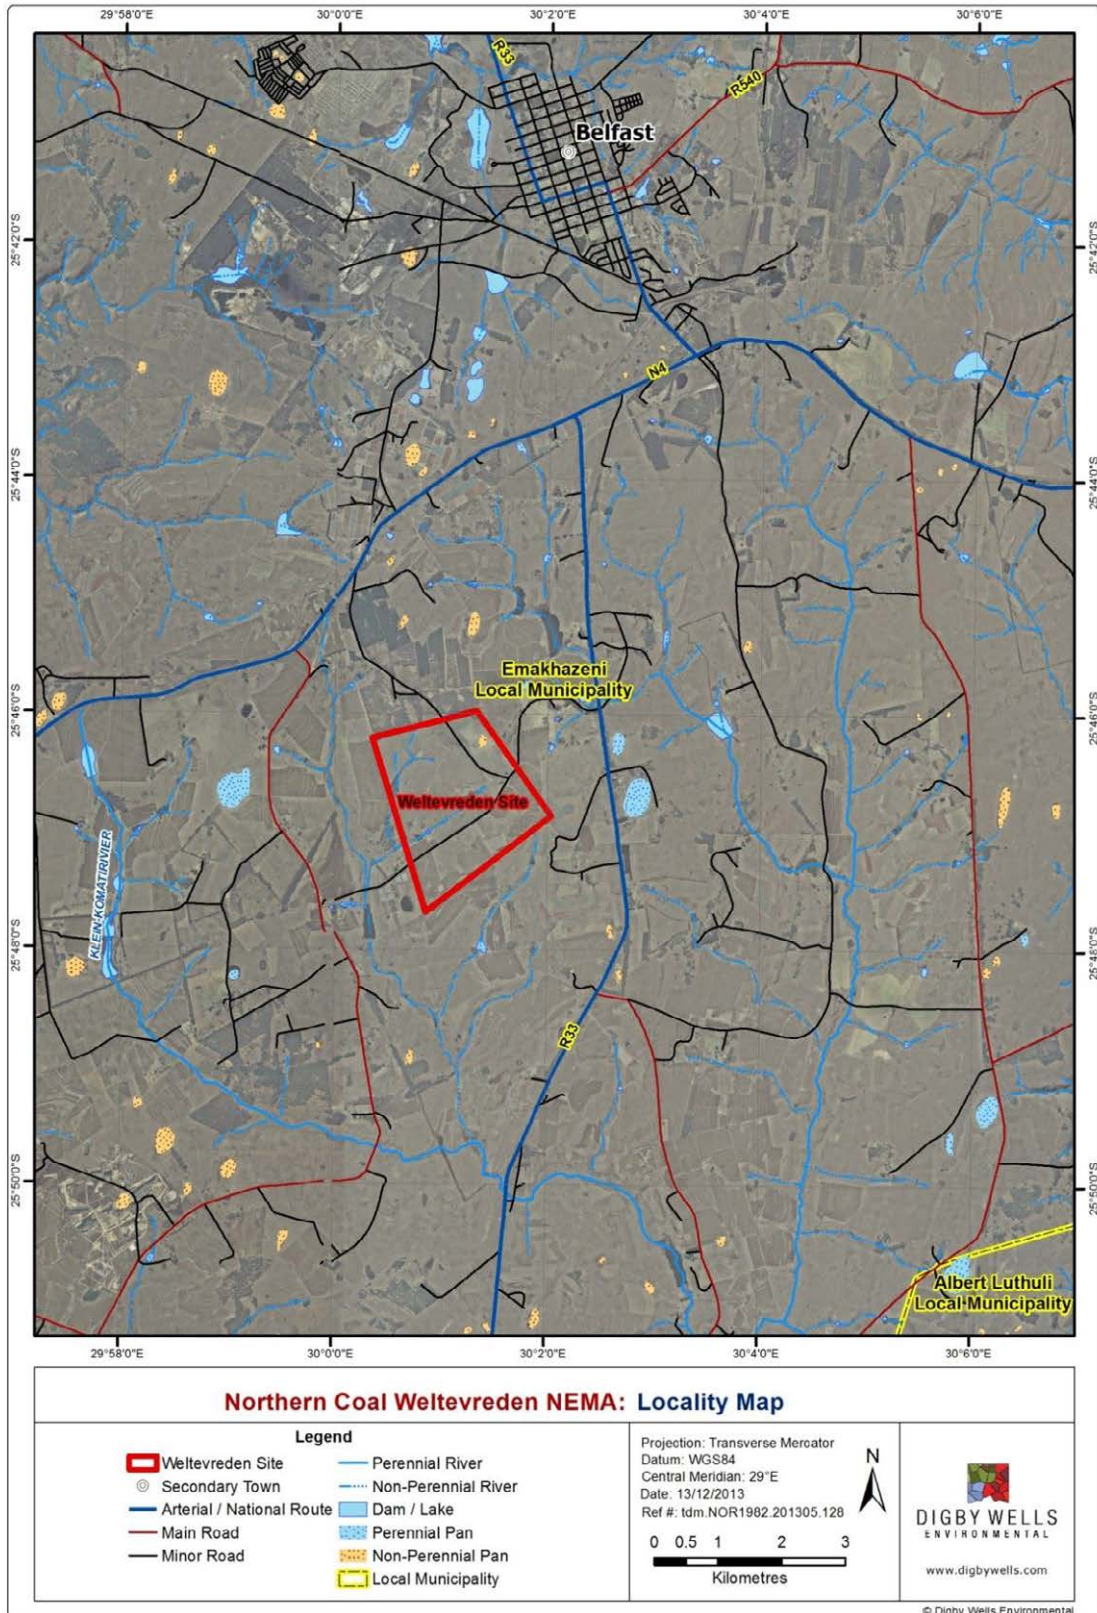 29°58'0"E 30°0'0"E 30°2'0"E 30°4'0"E 30°6'0"E
R33
R540
Belfast
25°42'0"S 25°42'0"S
N4
25°44'0"S 25°44'0"S
Emakhazeni
Local Municipality
25°46'0"S 25°46'0"S
Weltevreden Site
KLEIN-KOMATIRIVIER
25°48'0"S 25°48'0"S
R33
25°50'0"S 25°50'0"S
Albert Luthuli
Local Municipality
29°58'0"E 30°0'0"E 30°2'0"E 30°4'0"E 30°6'0"E
Northern Coal Weltevreden NEMA: Locality Map
Legend
Weltevreden Site
Secondary Town
Arterial / National Route
Main Road
Minor Road
Perennial River
Non-Perennial River
Dam / Lake
Perennial Pan
Non-Perennial Pan
Local Municipality
Projection: Transverse Mercator
Datum: WGS84
Central Meridian: 29°E
Date: 13/12/2013
Ref #: tdm.NOR1982.201305.128
N
0 0.5 1 2 3
Kilometres
DIGBY WELLS
ENVIRONMENTAL
www.digbywells.com
© Digby Wells Environmental